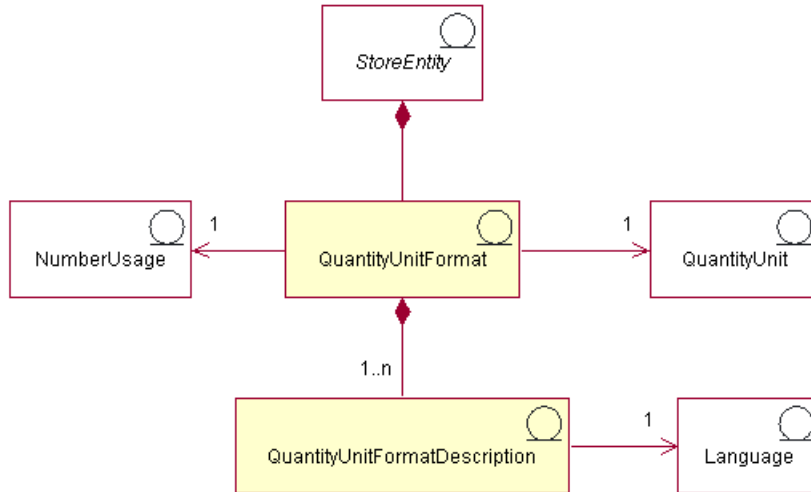 StoreEntity
1
1
NumberUsage
QuantityUnitFormat
QuantityUnit
1..n
1
QuantityUnitFormatDescription
Language